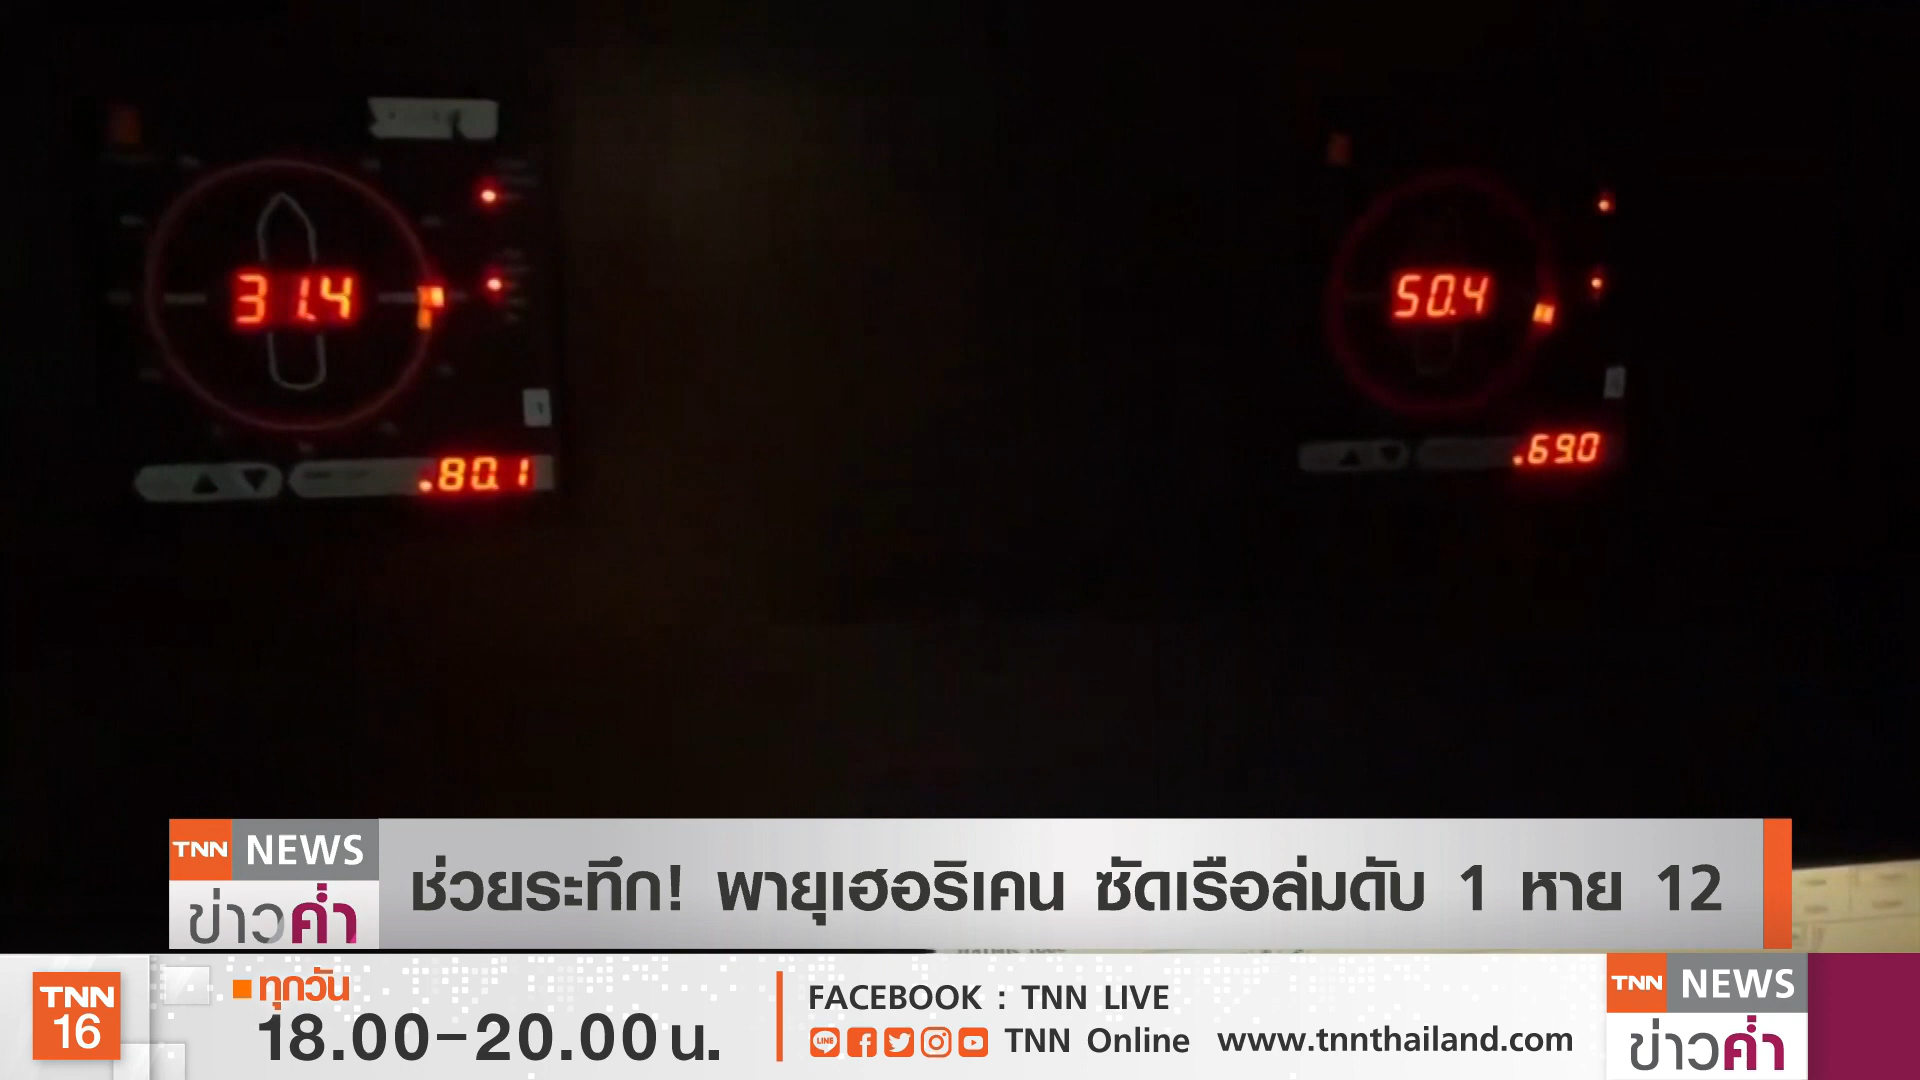 31.4
.80.1
50.4
.69.0
TNN NEWS
ข่าวค่ำ
ช่วยระทึก! พายุเฮอริเคน ซัดเรือล่มดับ 1 หาย 12
TNN
16
ทุกวัน
18.00-20.00 น.
FACEBOOK : TNN LIVE
LINE TNN Online www.tnnthailand.com
TNN NEWS
ข่าวค่ำ